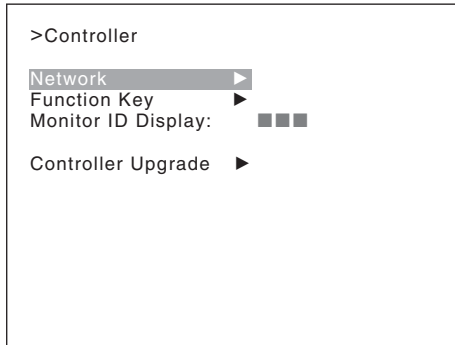 >Controller
Network ▶
Function Key ▶
Monitor ID Display: ■■■
Controller Upgrade ▶